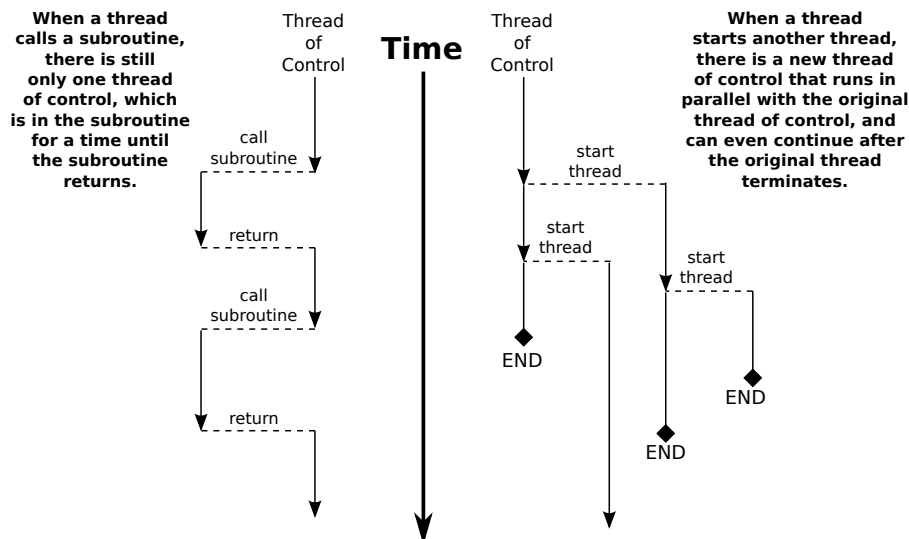 When a thread
calls a subroutine,
there is still
only one thread
of control, which
is in the subroutine
for a time until
the subroutine
returns.
Thread
of
Control
call
subroutine
return
call
subroutine
return
Time
Thread
of
Control
start
thread
start
thread
start
thread
END
END
END
When a thread
starts another thread,
there is a new thread
of control that runs in
parallel with the original
thread of control, and
can even continue after
the original thread
terminates.